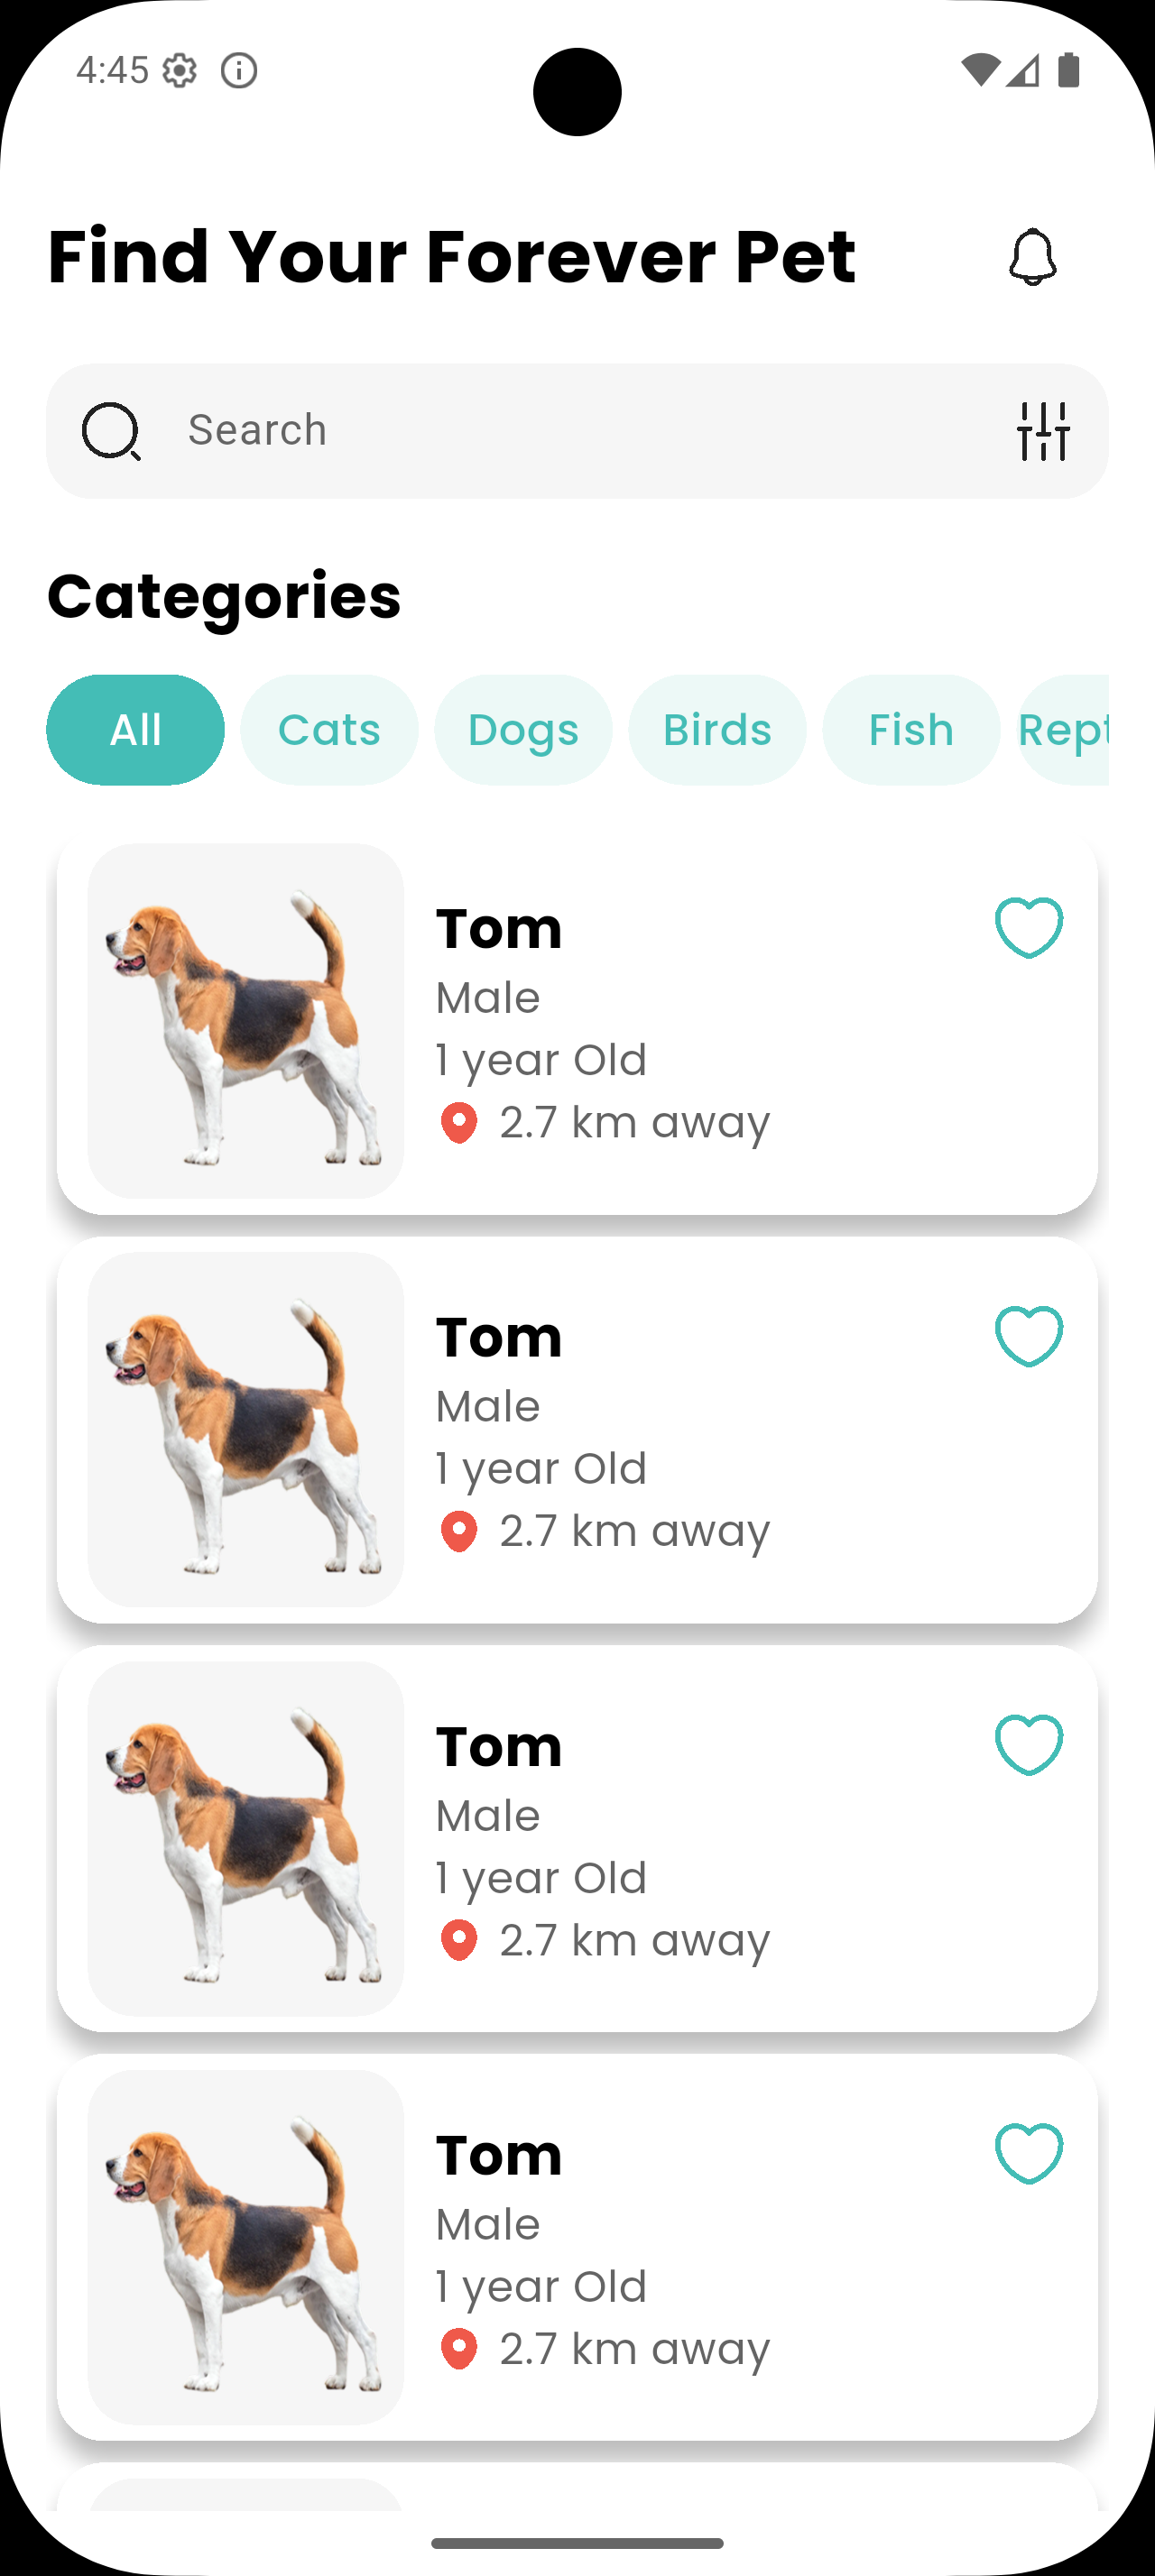 4:45
Find Your Forever Pet
Search
Categories
All Cats Dogs Birds Fish Rept
Tom
Male
1 year Old
2.7 km away
Tom
Male
1 year Old
2.7 km away
Tom
Male
1 year Old
2.7 km away
Tom
Male
1 year Old
2.7 km away